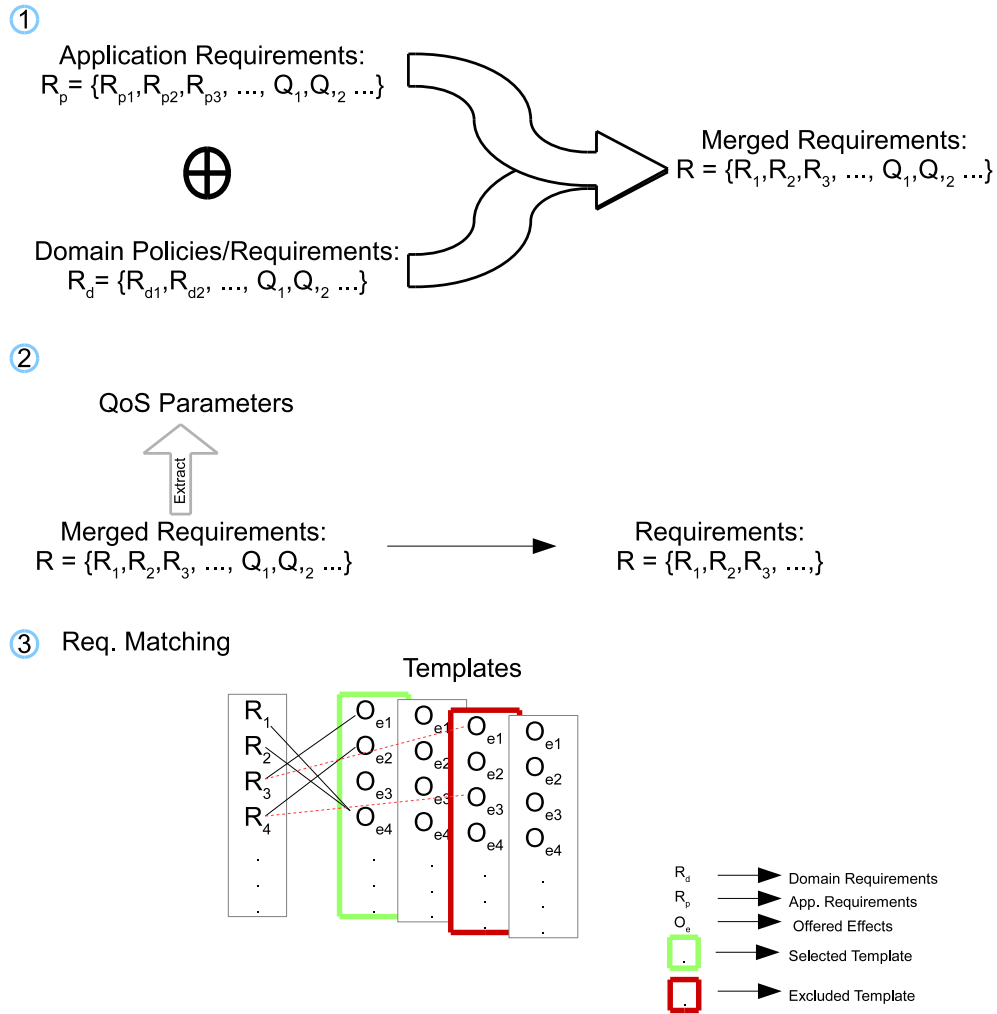 1
Application Requirements:
Rp= {Rp1,Rp2,Rp3, ..., Q1,Q,2 ...}
Merged Requirements:
R = {R1,R2,R3, ..., Q1,Q,2 ...}
Domain Policies/Requirements:
Rd= {Rd1,Rd2, ..., Q1,Q,2 ...}
2
QoS Parameters
Extract
Merged Requirements:
R = {R1,R2,R3, ..., Q1,Q,2 ...}
Requirements:
R = {R1,R2,R3, ...,}
3 Req. Matching
Templates
R1
R2
R3
R4
.
.
.
Oe1
Oe2
Oe3
Oe4
.
.
.
Oe1
Oe2
Oe3
Oe4
.
.
.
Oe1
Oe2
Oe3
Oe4
.
.
.
Oe1
Oe2
Oe3
Oe4
.
.
.
Rd Domain Requirements
Rp App. Requirements
Oe Offered Effects
. Selected Template
. Excluded Template